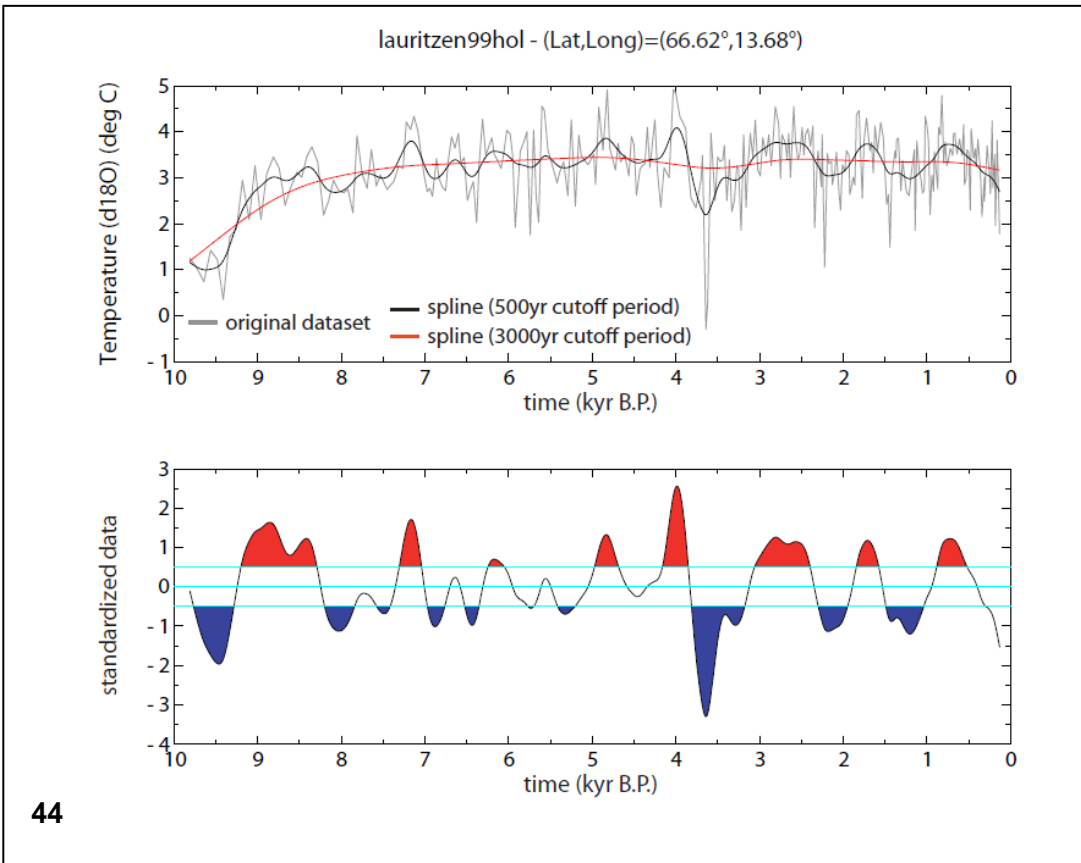 lauritzen99hol - (Lat,Long)=(66.62°,13.68°)
Temperature (d18O) (deg C)
5
4
3
2
1
0
- 1
original dataset
spline (500yr cutoff period)
spline (3000yr cutoff period)
10 9 8 7 6 5 4 3 2 1 0
time (kyr B.P.)
standardized data
3
2
1
0
- 1
- 2
- 3
- 4
10 9 8 7 6 5 4 3 2 1 0
time (kyr B.P.)
44